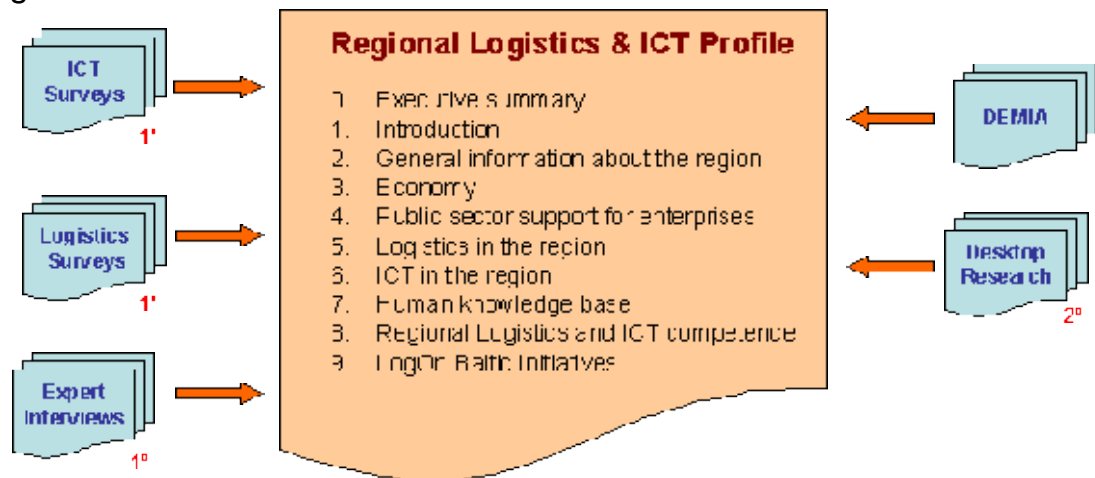 Regional Logistics & ICT Profile
0. Executive summary
1. Introduction
2. General information about the region
3. Economy
4. Public sector support for enterprises
5. Logistics in the region
6. ICT in the region
7. Human knowledge base
8. Regional Logistics and ICT competence
9. LogOn Baltic Initiatives
ICT
Surveys
1°
Logistics
Surveys
1°
Expert
Interviews
1°
DEMIA
Desktop
Research
2°